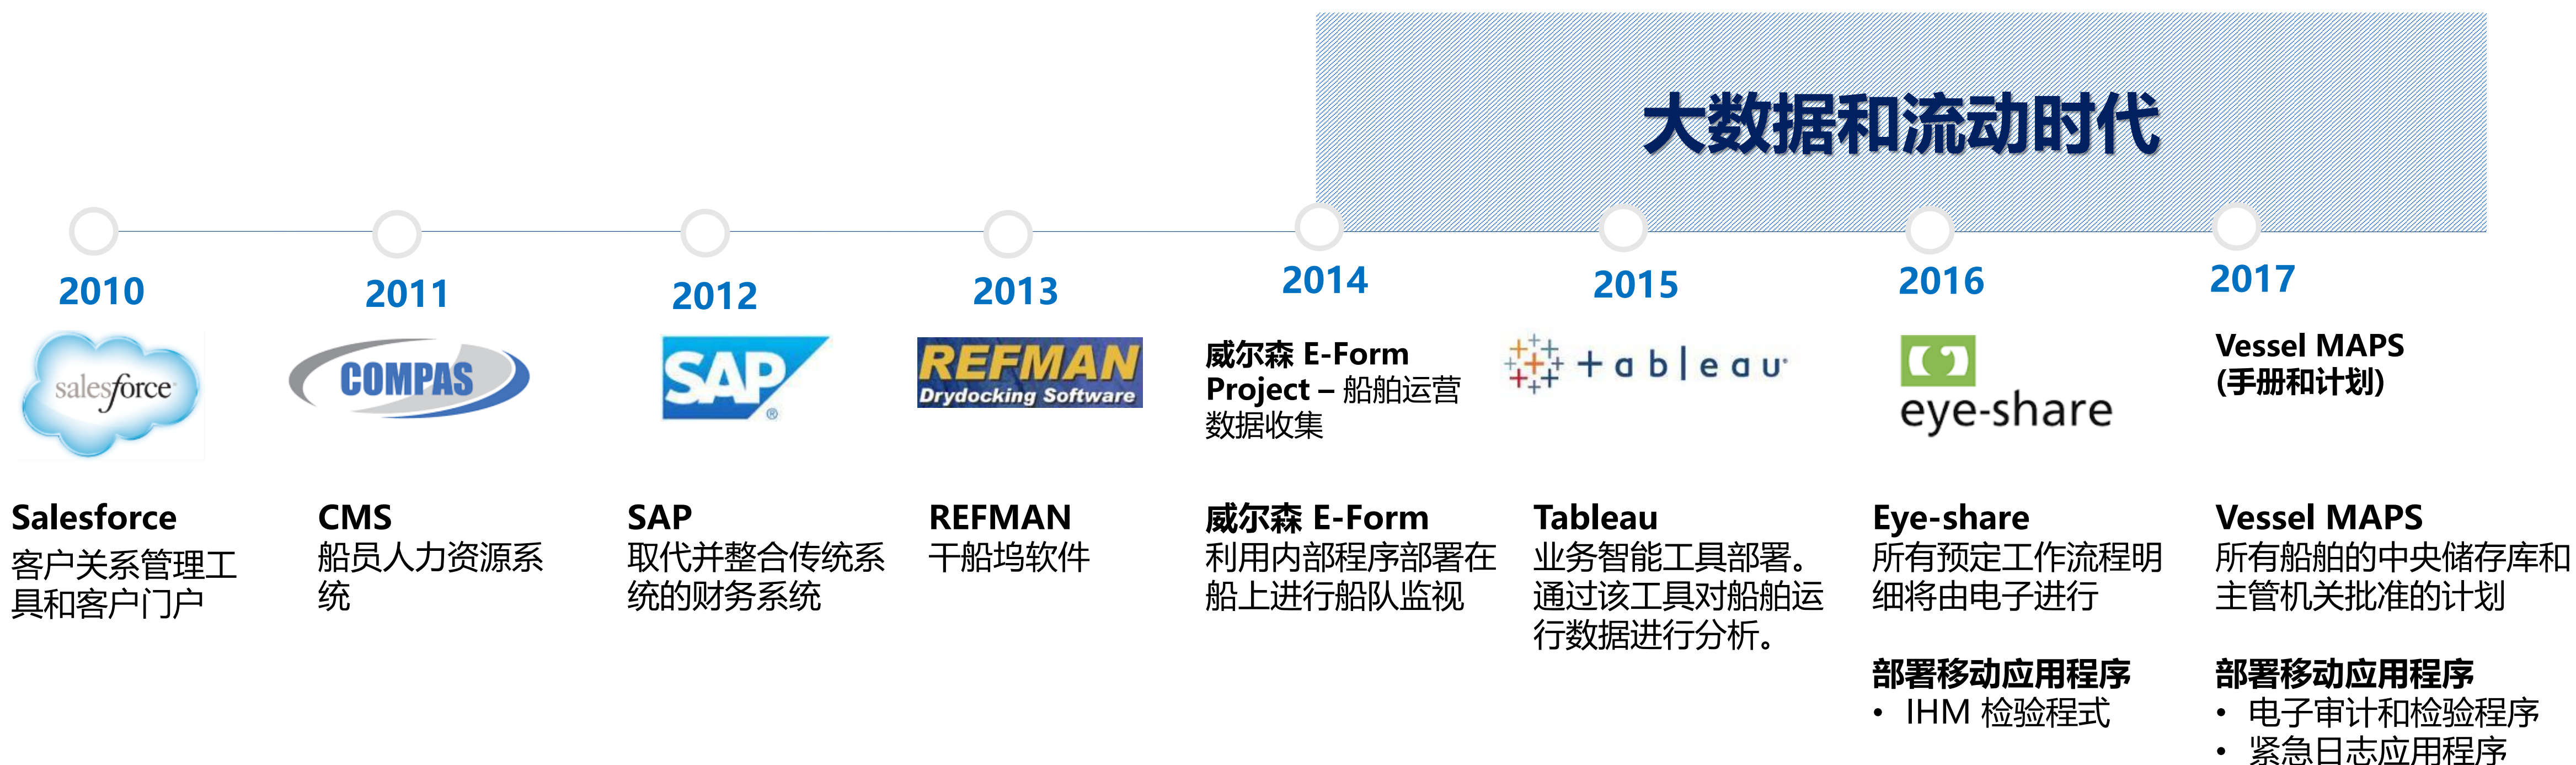 大数据和流动时代
2010
2011
2012
2013
2014
2015
2016
2017
salesforce
COMPAS
SAP
®
REFMAN
Drydocking Software
威尔森 E-Form
Project – 船舶运营
数据收集
+ a b l e a u
eye-share
Vessel MAPS
(手册和计划)
Salesforce
客户关系管理工
具和客户门户
CMS
船员人力资源系
统
SAP
取代并整合传统系
统的财务系统
REFMAN
干船坞软件
威尔森 E-Form
利用内部程序部署在
船上进行船队监视
Tableau
业务智能工具部署。
通过该工具对船舶运
行数据进行分析。
Eye-share
所有预定工作流程明
细将由电子进行
部署移动应用程序
• IHM 检验程式
Vessel MAPS
所有船舶的中央储存库和
主管机关批准的计划
部署移动应用程序
• 电子审计和检验程序
• 紧急日志应用程序